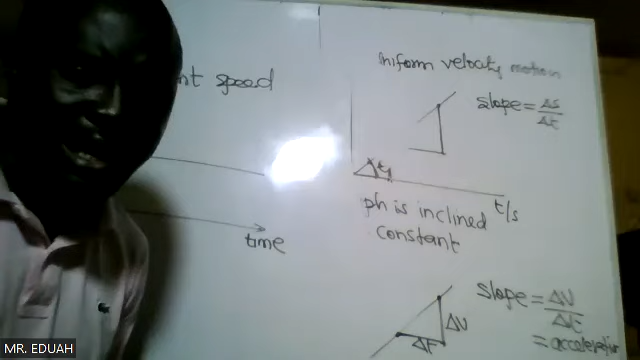 nt speed
time
niform velocity motion
slope = Δs/Δt
t/s
ph is inclined
constant
slope = ΔV/Δt
= acceleration
ΔV
Δt
MR. EDUAH